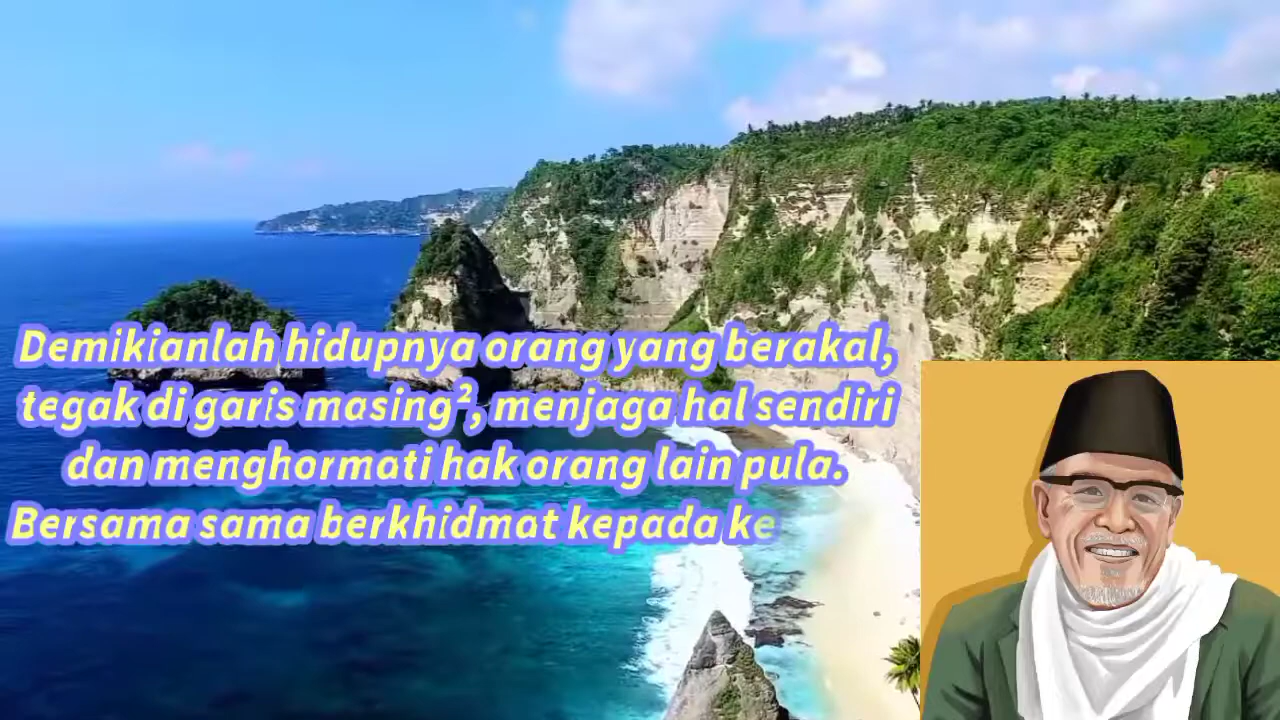 Demikianlah hidupnya orang yang berakal,
tegak di garis masing², menjaga hal sendiri
dan menghormati hak orang lain pula.
Bersama sama berkhidmat kepada ke